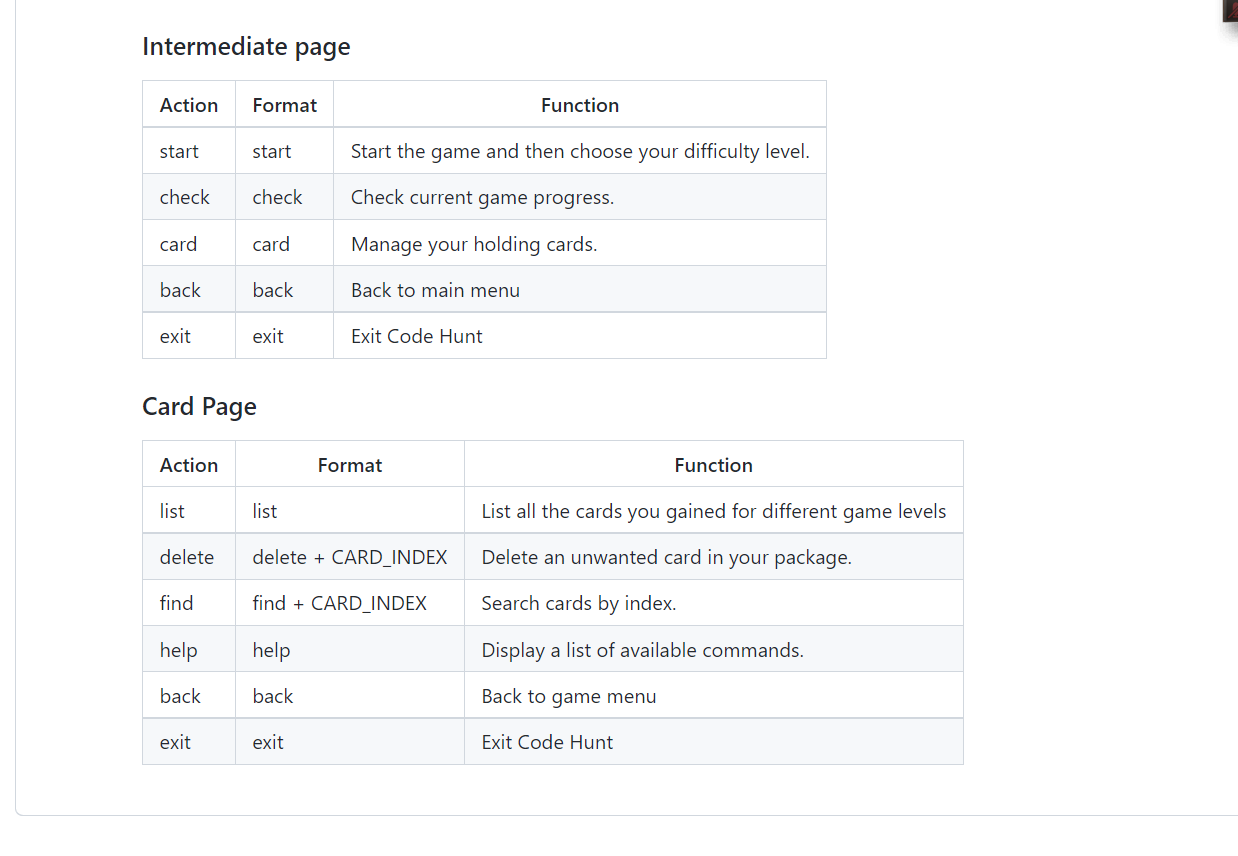 Intermediate page
Action Format Function
start start Start the game and then choose your difficulty level.
check check Check current game progress.
card card Manage your holding cards.
back back Back to main menu
exit exit Exit Code Hunt
Card Page
Action Format Function
list list List all the cards you gained for different game levels
delete delete + CARD_INDEX Delete an unwanted card in your package.
find find + CARD_INDEX Search cards by index.
help help Display a list of available commands.
back back Back to game menu
exit exit Exit Code Hunt